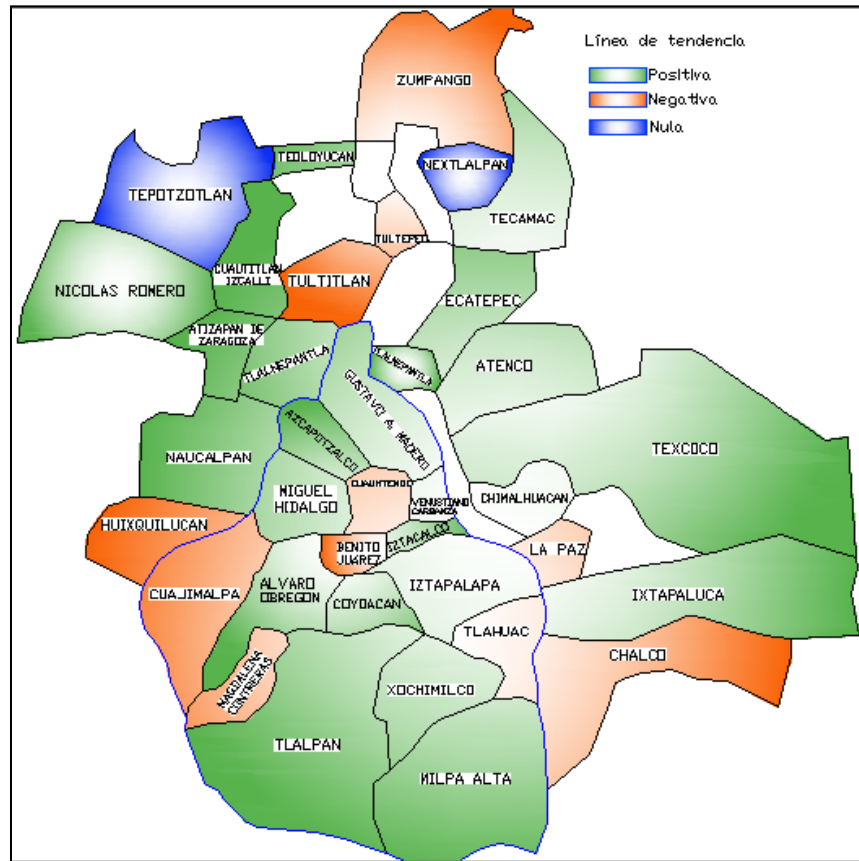 Línea de tendencia
Positiva
Negativa
Nula
ZUMPANGO
TEOLOYUCAN
NEXTLALPAN
TEPOTZOTLAN
TECAMAC
TULTEPEC
CUAUTITLAN
IZCALLI
TULTITLAN
NICOLAS ROMERO
ECATEPEC
ATIZAPAN DE
ZARAGOZA
TLALNEPANTLA
TLALNEPANTLA
ATENCO
GUSTAVO A. MADERO
AZCAPOTZALCO
TEXCOCO
NAUCALPAN
CUAUHTEMOC
MIGUEL
HIDALGO
VENUSTIANO
CARRANZA
CHIMALHUACAN
HUIXQUILUCAN
IZTACALCO
BENITO
JUAREZ
LA PAZ
CUAJIMALPA
ALVARO
OBREGON
IZTAPALAPA
IXTAPALUCA
COYOACAN
TLAHUAC
CHALCO
MAGDALENA
CONTRERAS
XOCHIMILCO
TLALPAN
MILPA ALTA